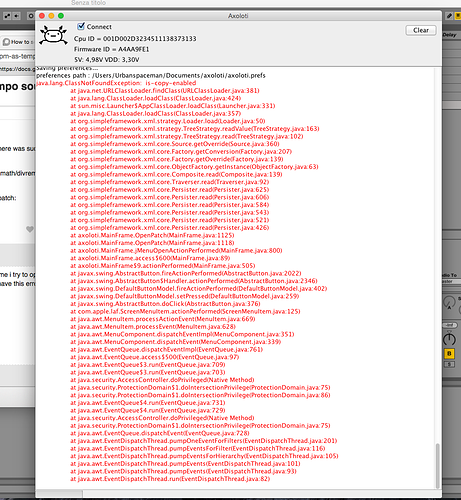 Senza titolo
Axoloti
Connect
Clear
Cpu ID = 001D002D3234511138373133
Firmware ID = A4AA9FE1
5V: 4,98V VDD: 3,30V
Saving preferences...
preferences path : /Users/Urbanspaceman/Documents/axoloti/axoloti.prefs
java.lang.ClassNotFoundException: is-copy-enabled
at java.net.URLClassLoader.findClass(URLClassLoader.java:381)
at java.lang.ClassLoader.loadClass(ClassLoader.java:424)
at sun.misc.Launcher$AppClassLoader.loadClass(Launcher.java:331)
at java.lang.ClassLoader.loadClass(ClassLoader.java:357)
at org.simpleframework.xml.strategy.Loader.load(Loader.java:50)
at org.simpleframework.xml.strategy.TreeStrategy.readValue(TreeStrategy.java:163)
at org.simpleframework.xml.strategy.TreeStrategy.read(TreeStrategy.java:102)
at org.simpleframework.xml.core.Source.getOverride(Source.java:360)
at org.simpleframework.xml.core.Factory.getConversion(Factory.java:207)
at org.simpleframework.xml.core.Factory.getOverride(Factory.java:139)
at org.simpleframework.xml.core.ObjectFactory.getInstance(ObjectFactory.java:63)
at org.simpleframework.xml.core.Composite.read(Composite.java:139)
at org.simpleframework.xml.core.Traverser.read(Traverser.java:92)
at org.simpleframework.xml.core.Persister.read(Persister.java:625)
at org.simpleframework.xml.core.Persister.read(Persister.java:606)
at org.simpleframework.xml.core.Persister.read(Persister.java:584)
at org.simpleframework.xml.core.Persister.read(Persister.java:543)
at org.simpleframework.xml.core.Persister.read(Persister.java:521)
at org.simpleframework.xml.core.Persister.read(Persister.java:426)
at axoloti.MainFrame.OpenPatch(MainFrame.java:1125)
at axoloti.MainFrame.OpenPatch(MainFrame.java:1118)
at axoloti.MainFrame.jMenuOpenActionPerformed(MainFrame.java:800)
at axoloti.MainFrame.access$600(MainFrame.java:89)
at axoloti.MainFrame$9.actionPerformed(MainFrame.java:505)
at javax.swing.AbstractButton.fireActionPerformed(AbstractButton.java:2022)
at javax.swing.AbstractButton$Handler.actionPerformed(AbstractButton.java:2346)
at javax.swing.DefaultButtonModel.fireActionPerformed(DefaultButtonModel.java:402)
at javax.swing.DefaultButtonModel.setPressed(DefaultButtonModel.java:259)
at javax.swing.AbstractButton.doClick(AbstractButton.java:376)
at com.apple.laf.ScreenMenuItem.actionPerformed(ScreenMenuItem.java:125)
at java.awt.MenuItem.processActionEvent(MenuItem.java:669)
at java.awt.MenuItem.processEvent(MenuItem.java:628)
at java.awt.MenuComponent.dispatchEventImpl(MenuComponent.java:351)
at java.awt.MenuComponent.dispatchEvent(MenuComponent.java:339)
at java.awt.EventQueue.dispatchEventImpl(EventQueue.java:761)
at java.awt.EventQueue.access$500(EventQueue.java:97)
at java.awt.EventQueue$3.run(EventQueue.java:709)
at java.awt.EventQueue$3.run(EventQueue.java:703)
at java.security.AccessController.doPrivileged(Native Method)
at java.security.ProtectionDomain$1.doIntersectionPrivilege(ProtectionDomain.java:75)
at java.security.ProtectionDomain$1.doIntersectionPrivilege(ProtectionDomain.java:86)
at java.awt.EventQueue$4.run(EventQueue.java:731)
at java.awt.EventQueue$4.run(EventQueue.java:729)
at java.security.AccessController.doPrivileged(Native Method)
at java.security.ProtectionDomain$1.doIntersectionPrivilege(ProtectionDomain.java:75)
at java.awt.EventQueue.dispatchEvent(EventQueue.java:728)
at java.awt.EventDispatchThread.pumpOneEventForFilters(EventDispatchThread.java:201)
at java.awt.EventDispatchThread.pumpEventsForFilter(EventDispatchThread.java:116)
at java.awt.EventDispatchThread.pumpEventsForHierarchy(EventDispatchThread.java:105)
at java.awt.EventDispatchThread.pumpEvents(EventDispatchThread.java:101)
at java.awt.EventDispatchThread.pumpEvents(EventDispatchThread.java:93)
at java.awt.EventDispatchThread.run(EventDispatchThread.java:82)
How to
pm-as-temp
https://docs.g
mpo sos
here was su
math/divrem
patch:
ne i try to op
have this erro
Delay
B